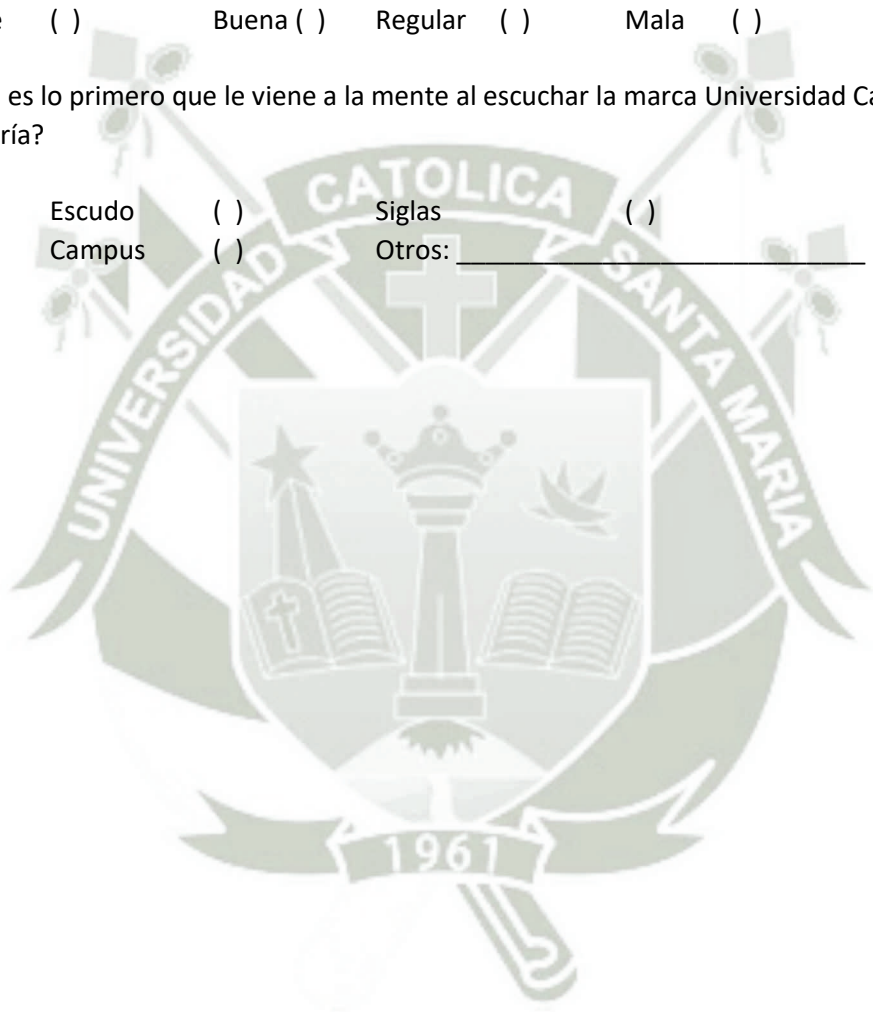 ( ) Buena ( ) Regular ( ) Mala ( )
es lo primero que le viene a la mente al escuchar la marca Universidad Ca
ría?
Escudo ( ) Siglas ( )
Campus ( ) Otros: ____________________________
UNIVERSIDAD CATOLICA SANTA MARIA
1961